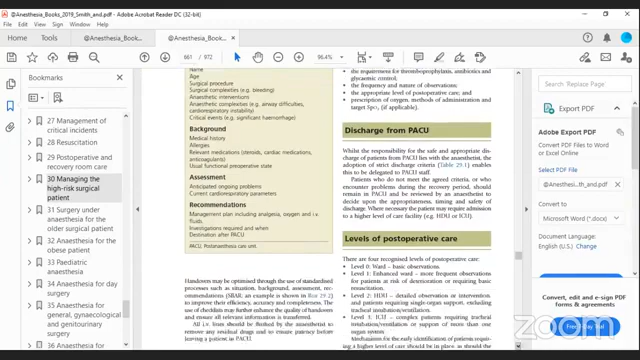 @Anesthesia_Books_2019_Smith_and.pdf - Adobe Acrobat Reader DC (32-bit)
File Edit View Sign Window Help
Home Tools @Anesthesia_Books... @Anesthesia_Books...
Sign In
661 / 972
96.4%
Bookmarks
27 Management of
critical incidents
28 Resuscitation
29 Postoperative and
recovery room care
30 Managing the
high-risk surgical
patient
31 Surgery under
anaesthesia for the
older surgical patient
32 Anaesthesia for the
obese patient
33 Paediatric
anaesthesia
34 Anaesthesia for day
surgery
35 Anaesthesia for
general, gynaecological
and genitourinary
surgery
36 Anaesthesia for
Name
Age
Surgical procedure
Surgical complexities (e.g. bleeding)
Anaesthetic interventions
Anaesthetic complexities (e.g. airway difficulties,
cardiorespiratory instability)
Critical events (e.g. significant haemorrhage)
Background
Medical history
Allergies
Relevant medications (steroids, cardiac medications,
anticoagulants)
Usual functional preoperative state
Assessment
Anticipated ongoing problems
Current cardiorespiratory parameters
Recommendations
Management plan including analgesia, oxygen and i.v.
fluids.
Investigations required and when
Destination after PACU
PACU, Postanaesthesia care unit.
Handovers may be optimised through the use of standardised
processes such as situation, background, assessment, re-
commendations (SBAR; an example is shown in Box 29.2)
to improve their efficiency, accuracy and completeness. The
use of checklists may further enhance the quality of handovers
and ensure all relevant information is transferred.
All i.v. lines should be flushed by the anaesthetist to
remove any residual drugs and to ensure patency before
leaving a patient in PACU.
• the requirement for thromboprophylaxis, antibiotics and
glycaemic control;
• the frequency and nature of observations;
• the appropriate level of postoperative care; and
• prescription of oxygen, methods of administration and
target SpO₂ (if applicable).
Discharge from PACU
Whilst the responsibility for the safe and appropriate dis-
charge of patients from PACU lies with the anaesthetist, the
adoption of strict discharge criteria (Table 29.1) enables
this to be delegated to PACU staff.
Patients who do not meet the agreed criteria, or who
encounter problems during the recovery period, should
remain in PACU and be reviewed by an anaesthetist to
decide upon the appropriateness, timing and safety of
discharge. Where necessary the patient may require admission
to a higher level of care facility (e.g. HDU or ICU).
Levels of postoperative care
There are four recognised levels of postoperative care:
• Level 0: Ward – basic observations.
• Level 1: Enhanced ward – more frequent observations
for patients at risk of deterioration or requiring basic
resuscitation.
• Level 2: HDU – detailed observation or intervention
and patients requiring single-organ support, excluding
tracheal intubation/ventilation.
• Level 3: ICU – complex patients requiring tracheal
intubation/ventilation or support of more than one
organ system.
Mechanisms for the early identification of patients requir-
ing a higher level of care should be in place, as should the
Export PDF
Adobe Export PDF
Convert PDF Files to Word
or Excel Online
Select PDF File
@Anesthesia...th_and.pdf
Convert to
Microsoft Word (*.docx)
Document Language:
English (U.S.) Change
Convert, edit and e-sign PDF
forms & agreements
Free 7-Day Trial
zoom